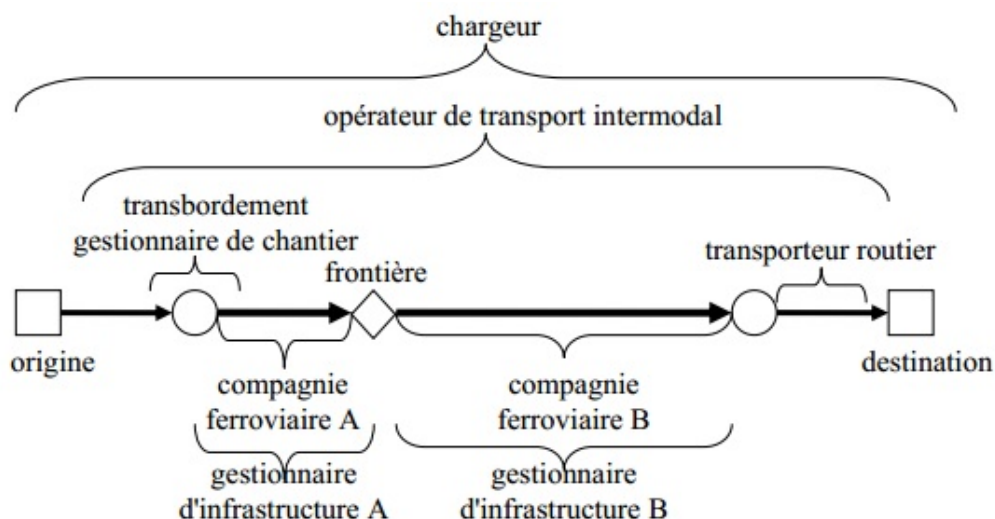 chargeur
opérateur de transport intermodal
transbordement
gestionnaire de chantier
frontière
transporteur routier
origine
destination
compagnie
ferroviaire A
compagnie
ferroviaire B
gestionnaire
d'infrastructure A
gestionnaire
d'infrastructure B